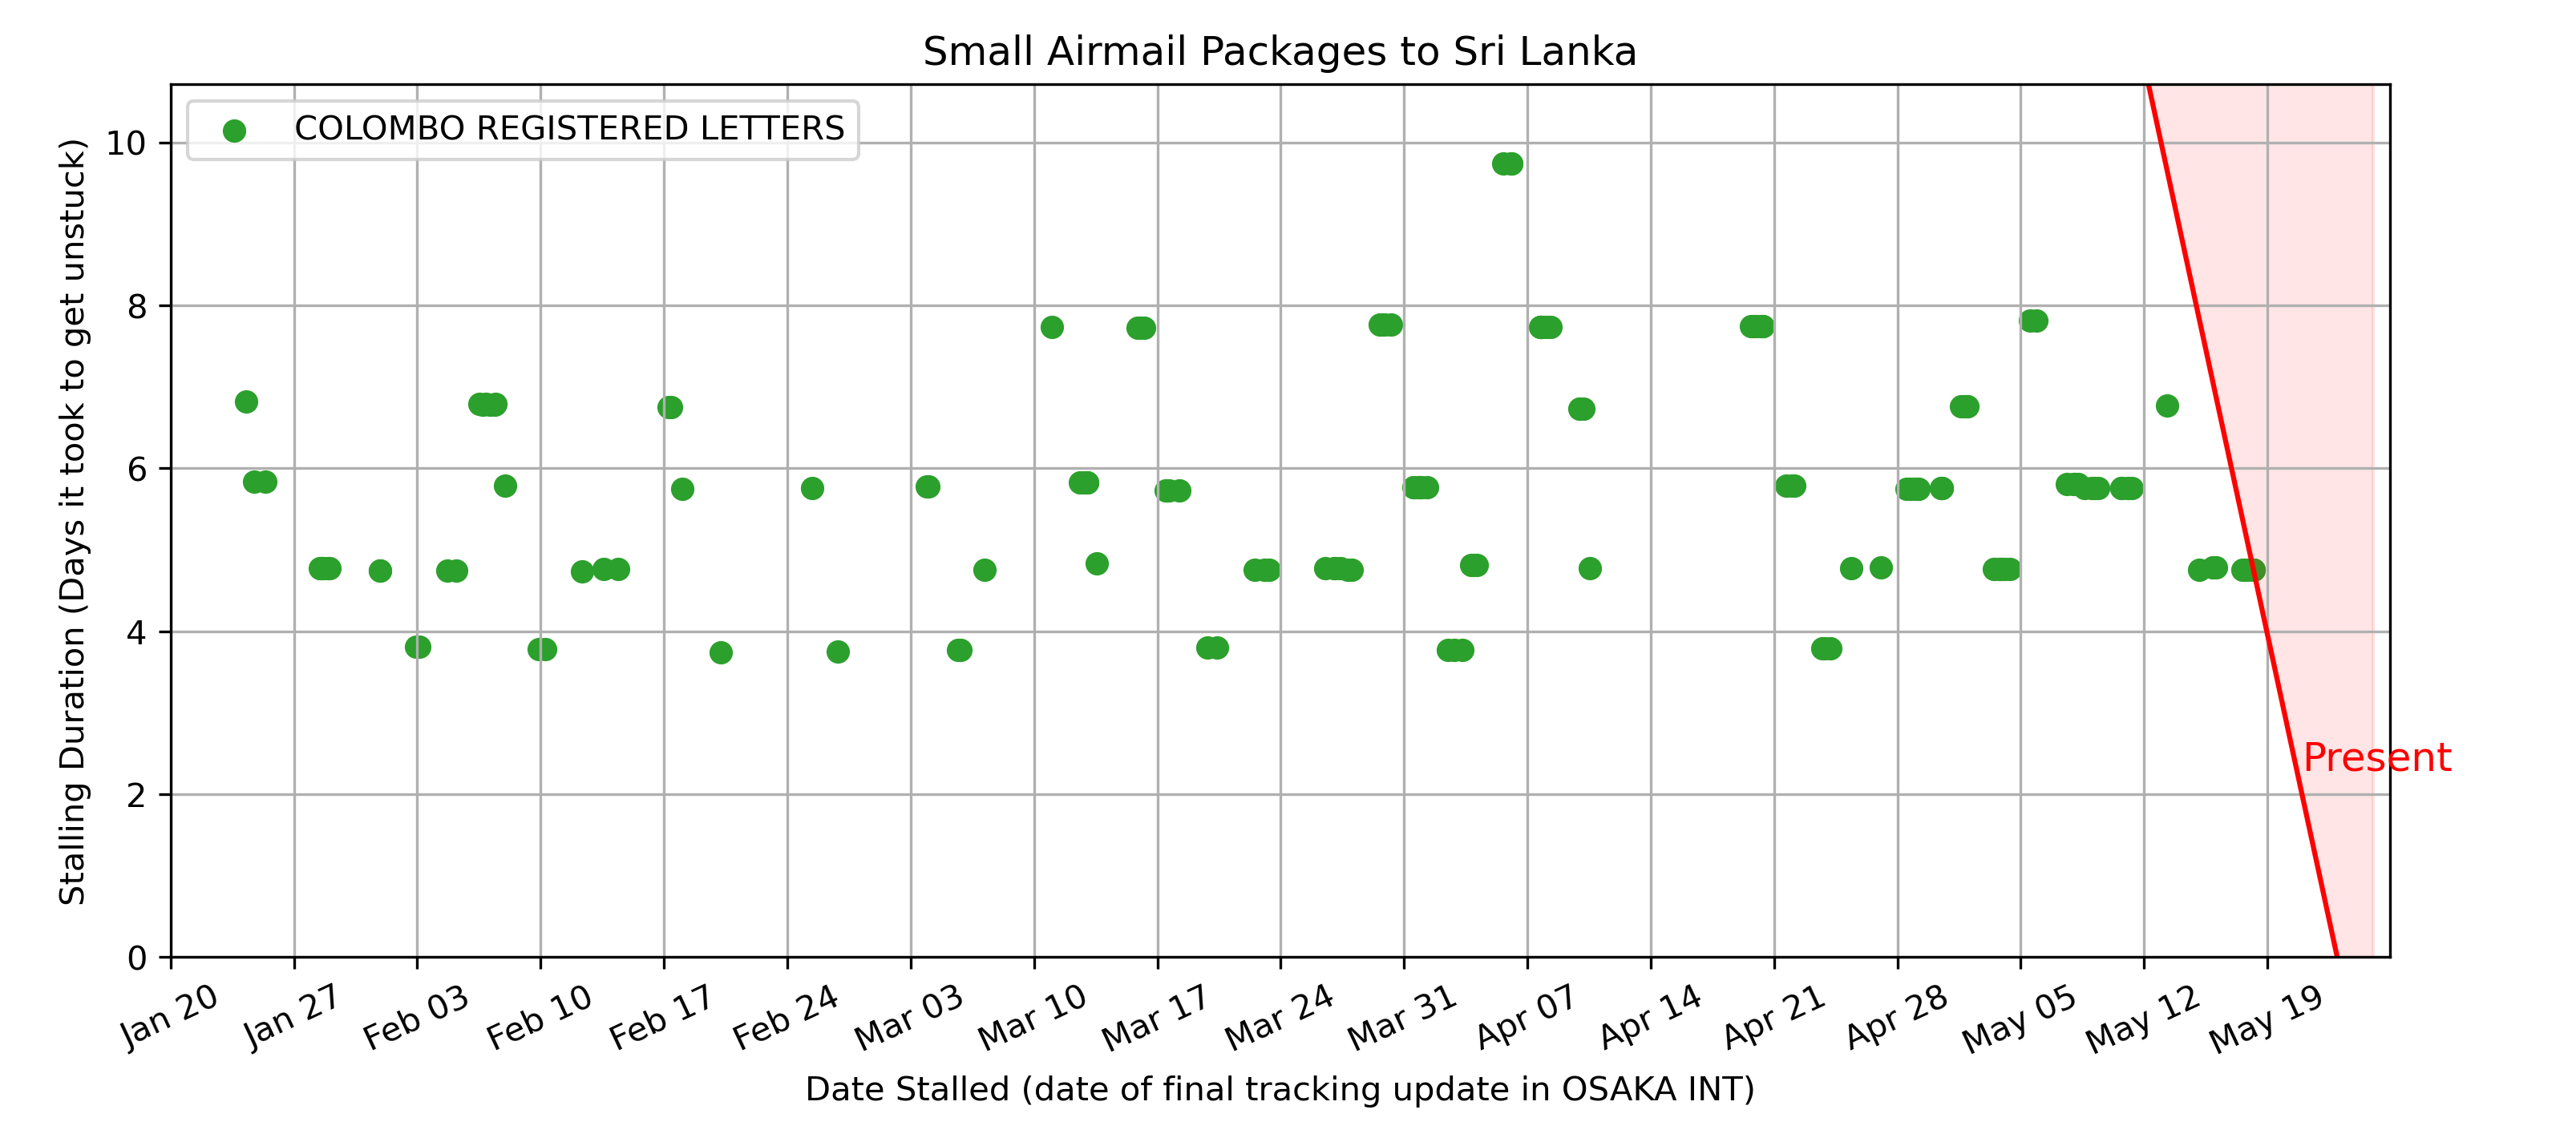 Small Airmail Packages to Sri Lanka
COLOMBO REGISTERED LETTERS
Stalling Duration (Days it took to get unstuck)
10
8
6
4
2
0
Present
Jan 20
Jan 27
Feb 03
Feb 10
Feb 17
Feb 24
Mar 03
Mar 10
Mar 17
Mar 24
Mar 31
Apr 07
Apr 14
Apr 21
Apr 28
May 05
May 12
May 19
Date Stalled (date of final tracking update in OSAKA INT)